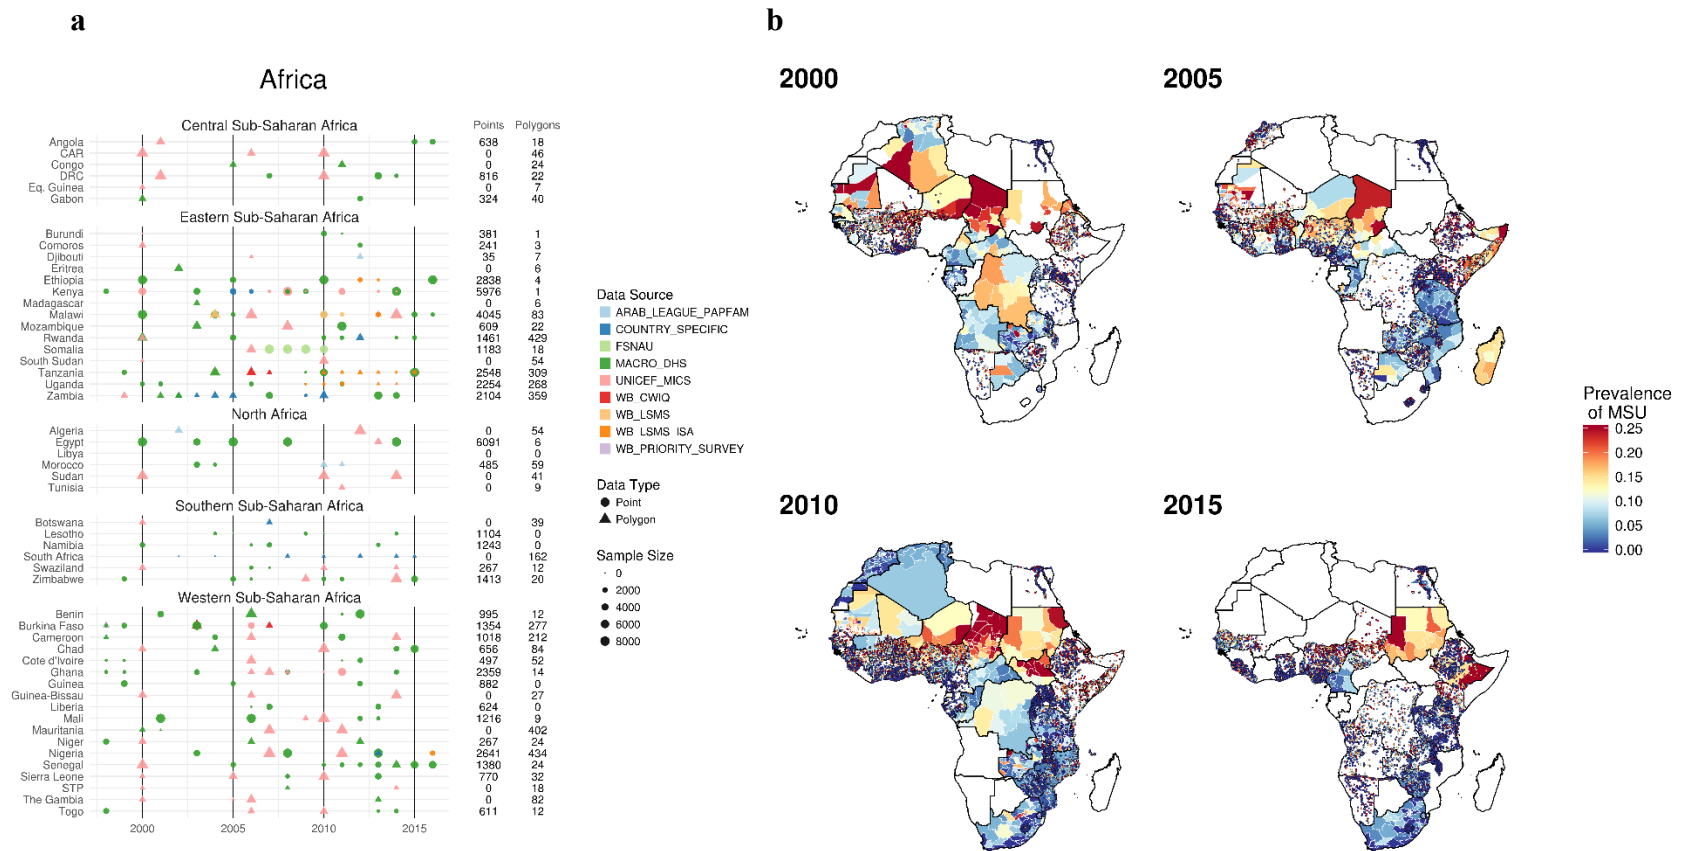 a
b
Africa
Points Polygons
Central Sub-Saharan Africa
Angola 638 18
CAR 0 46
Congo 0 24
DRC 816 22
Eq. Guinea 0 7
Gabon 324 40
Eastern Sub-Saharan Africa
Burundi 381 1
Comoros 241 3
Djibouti 35 7
Eritrea 0 6
Ethiopia 2838 4
Kenya 5976 1
Madagascar 0 6
Malawi 4045 83
Mozambique 609 22
Rwanda 1461 429
Somalia 1183 18
South Sudan 0 54
Tanzania 2548 309
Uganda 2254 268
Zambia 2104 359
North Africa
Algeria 0 54
Egypt 6091 6
Libya 0 0
Morocco 485 59
Sudan 0 41
Tunisia 0 9
Southern Sub-Saharan Africa
Botswana 0 39
Lesotho 1104 0
Namibia 1243 0
South Africa 0 162
Swaziland 267 12
Zimbabwe 1413 20
Western Sub-Saharan Africa
Benin 995 12
Burkina Faso 1354 277
Cameroon 1018 212
Chad 656 84
Cote d'Ivoire 497 52
Ghana 2359 14
Guinea 882 0
Guinea-Bissau 0 27
Liberia 624 0
Mali 1216 9
Mauritania 0 402
Niger 267 24
Nigeria 2641 434
Senegal 1380 24
Sierra Leone 770 32
STP 0 18
The Gambia 0 82
Togo 611 12
2000 2005 2010 2015
Data Source
ARAB_LEAGUE_PAPFAM
COUNTRY_SPECIFIC
FSNAU
MACRO_DHS
UNICEF_MICS
WB_CWIQ
WB_LSMS
WB_LSMS_ISA
WB_PRIORITY_SURVEY
Data Type
Point
Polygon
Sample Size
0
2000
4000
6000
8000
2000
2005
2010
2015
Prevalence
of MSU
0.25
0.20
0.15
0.10
0.05
0.00